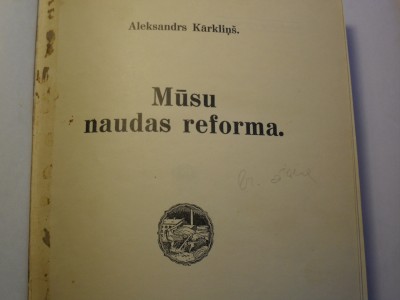 Aleksandrs Kārkliņš.
Mūsu
naudas reforma.